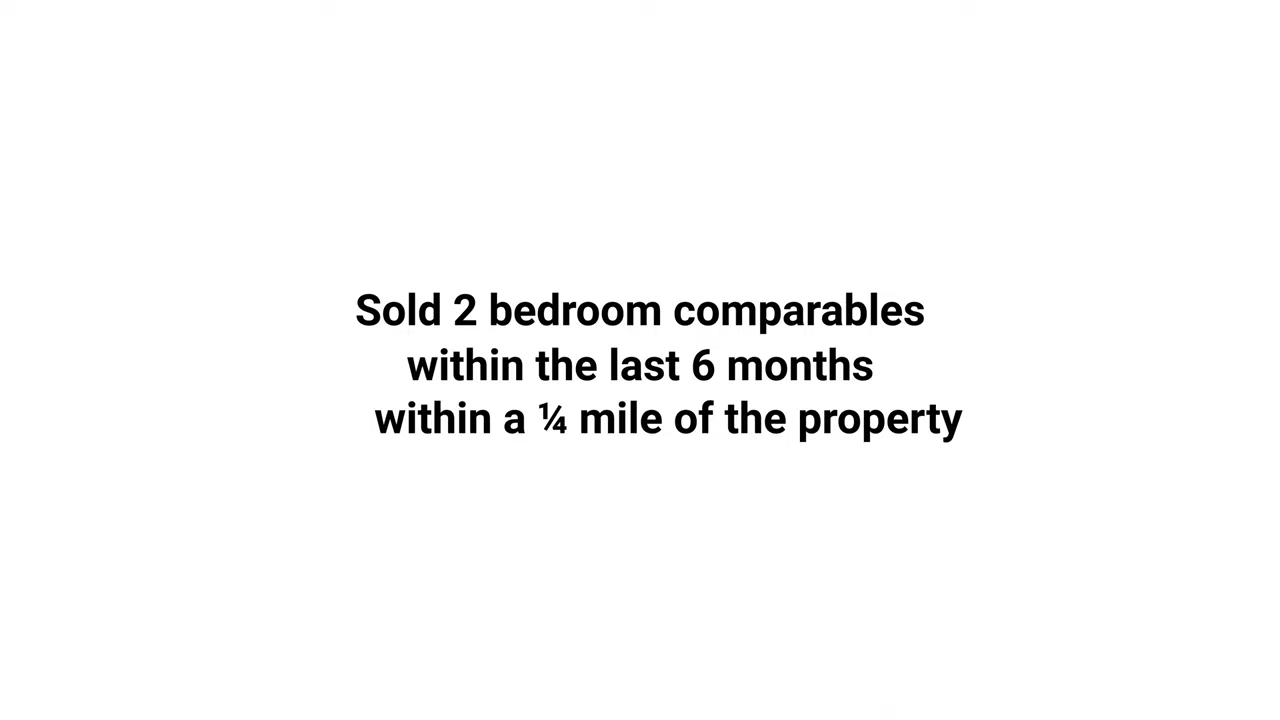 Sold 2 bedroom comparables
within the last 6 months
within a ¼ mile of the property